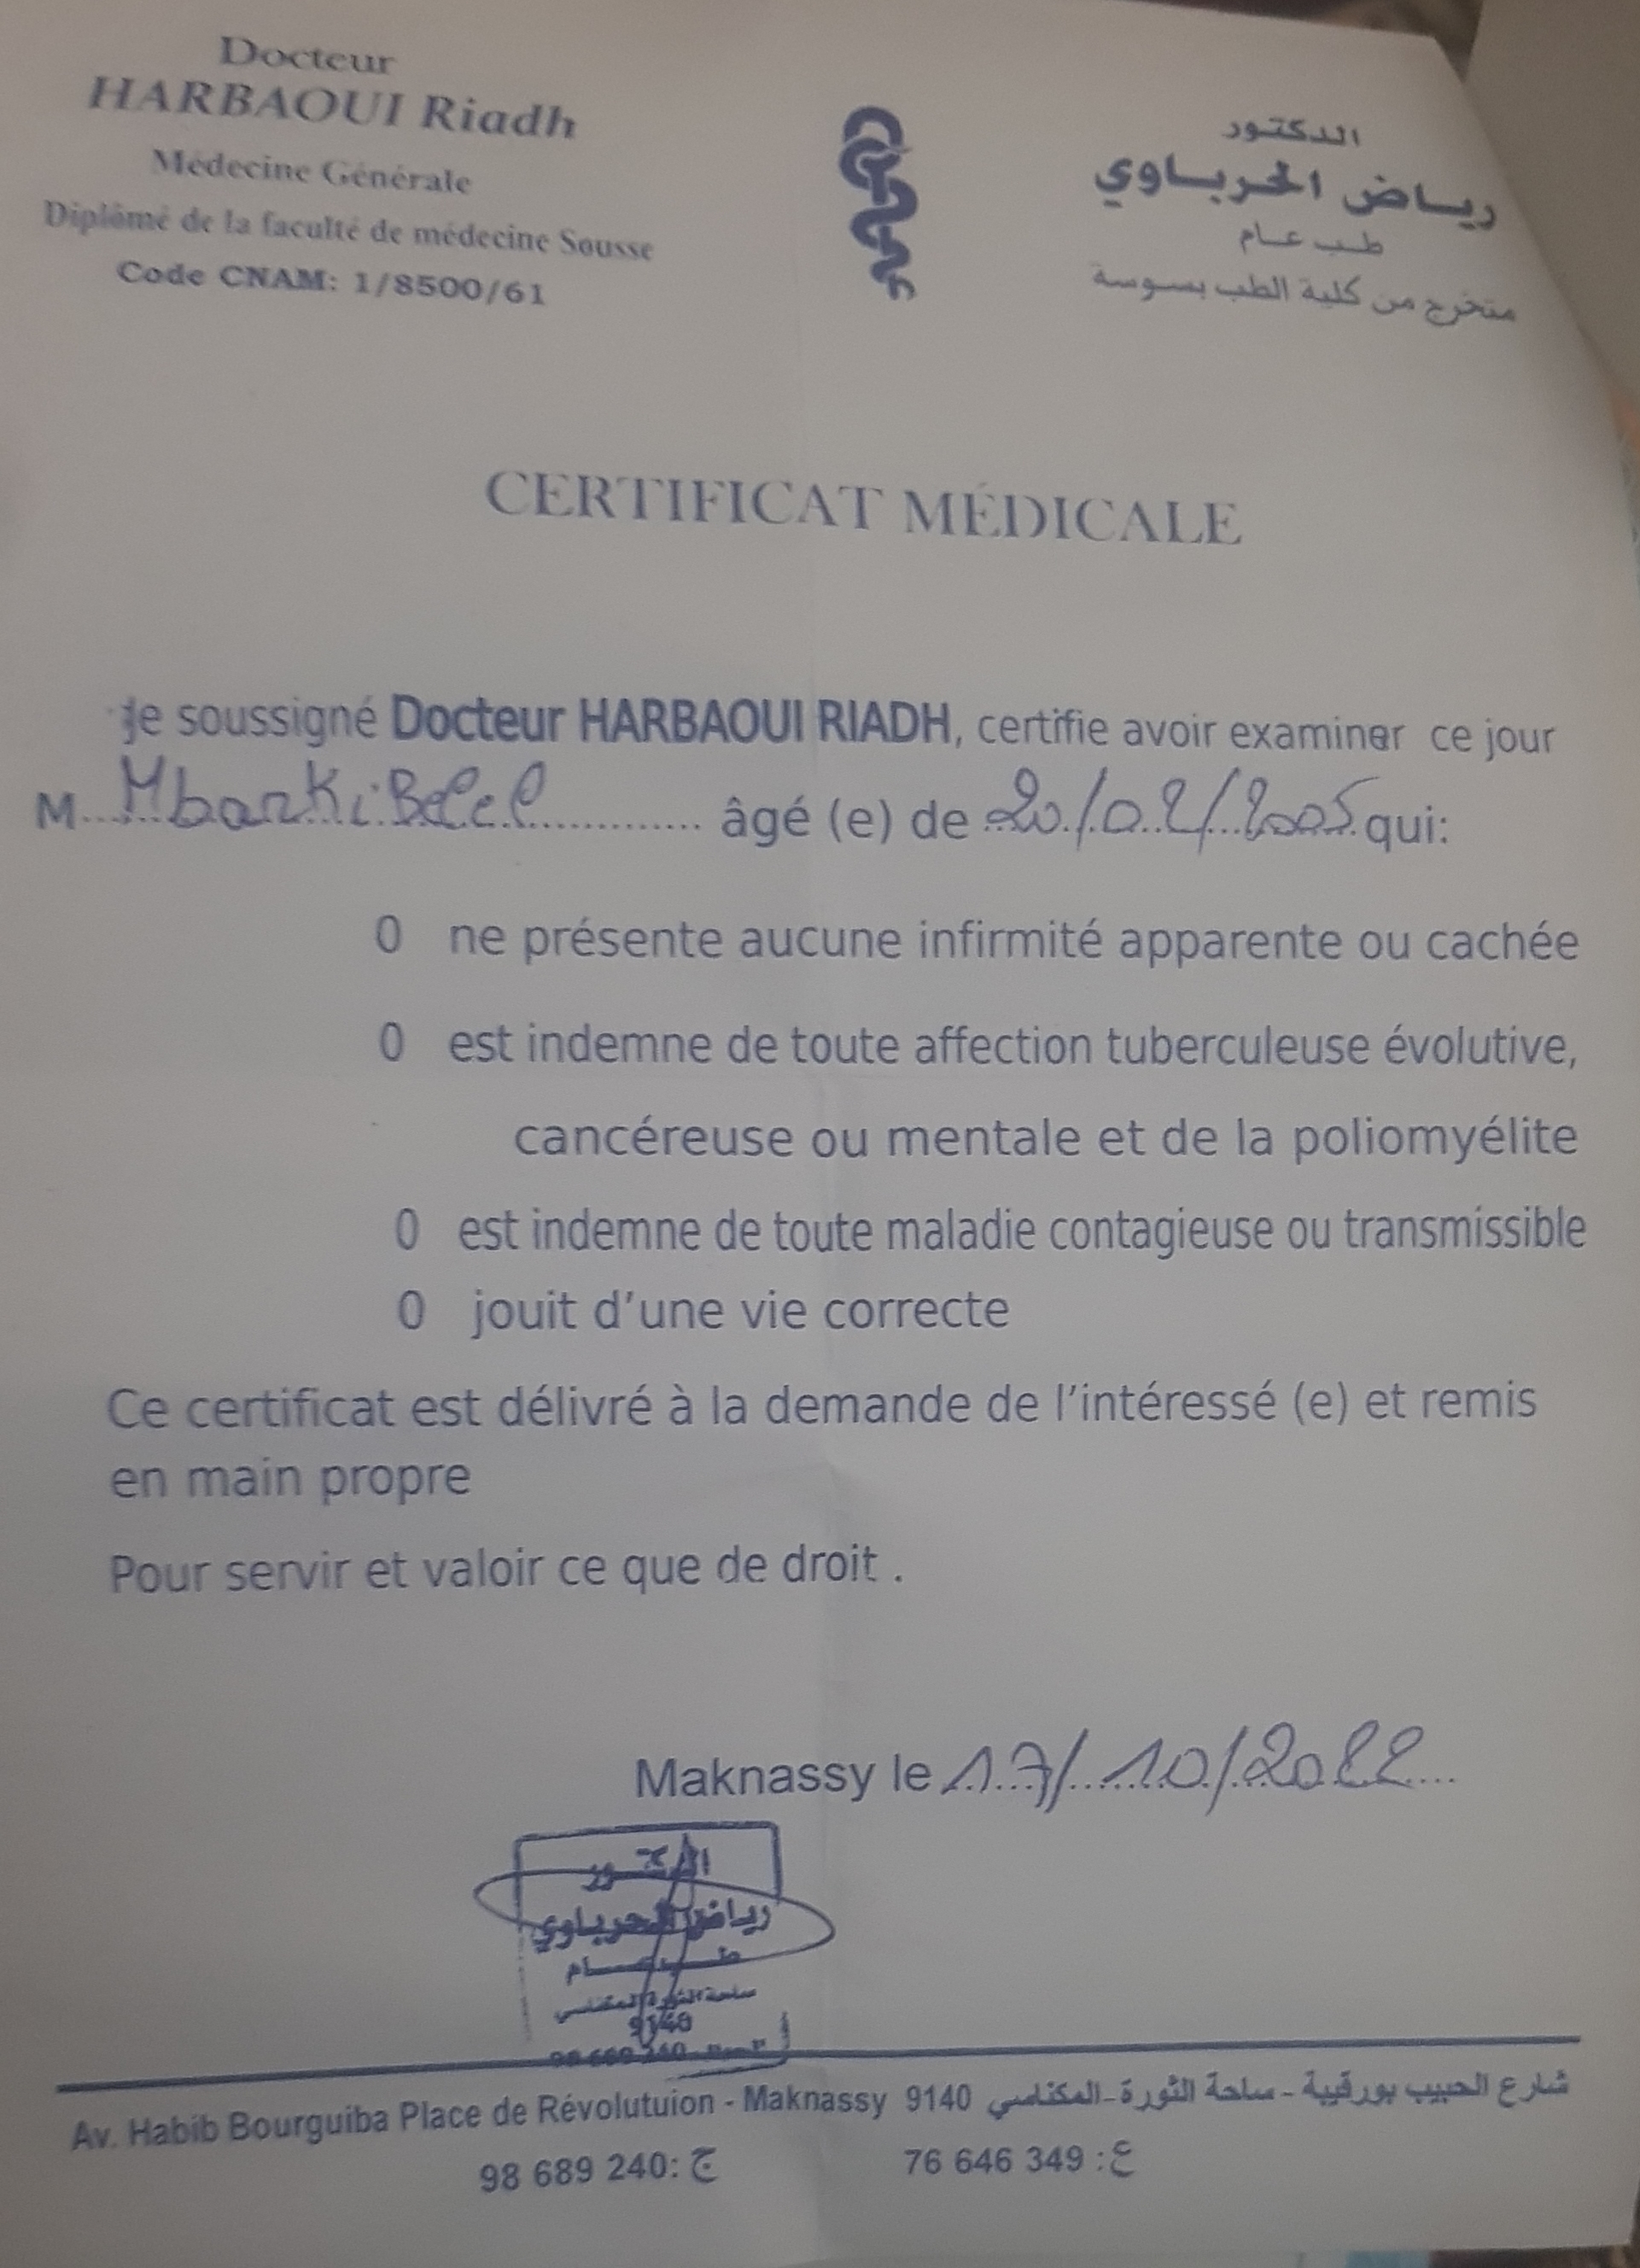 Docteur
HARBAOUI Riadh
Médecine Générale
Diplômé de la faculté de médecine Sousse
Code CNAM: 1/8500/61
الدكتور
رياض الحرباوي
طب عام
متخرج من كلية الطب بسوسة
CERTIFICAT MÉDICALE
Je soussigné Docteur HARBAOUI RIADH, certifie avoir examiner ce jour
M. Mbarki Belel âgé (e) de 20/02/2005 qui:
0 ne présente aucune infirmité apparente ou cachée
0 est indemne de toute affection tuberculeuse évolutive,
cancéreuse ou mentale et de la poliomyélite
0 est indemne de toute maladie contagieuse ou transmissible
0 jouit d'une vie correcte
Ce certificat est délivré à la demande de l'intéressé (e) et remis
en main propre
Pour servir et valoir ce que de droit .
Maknassy le 17/10/2022
الدكتور
رياض الحرباوي
طب عام
ساحة الثورة المكناسي
9140
Av. Habib Bourguiba Place de Révolutuion - Maknassy 9140 شارع الحبيب بورقيبة - ساحة الثورة-المكناسي
98 689 240: ج 76 646 349 : ع